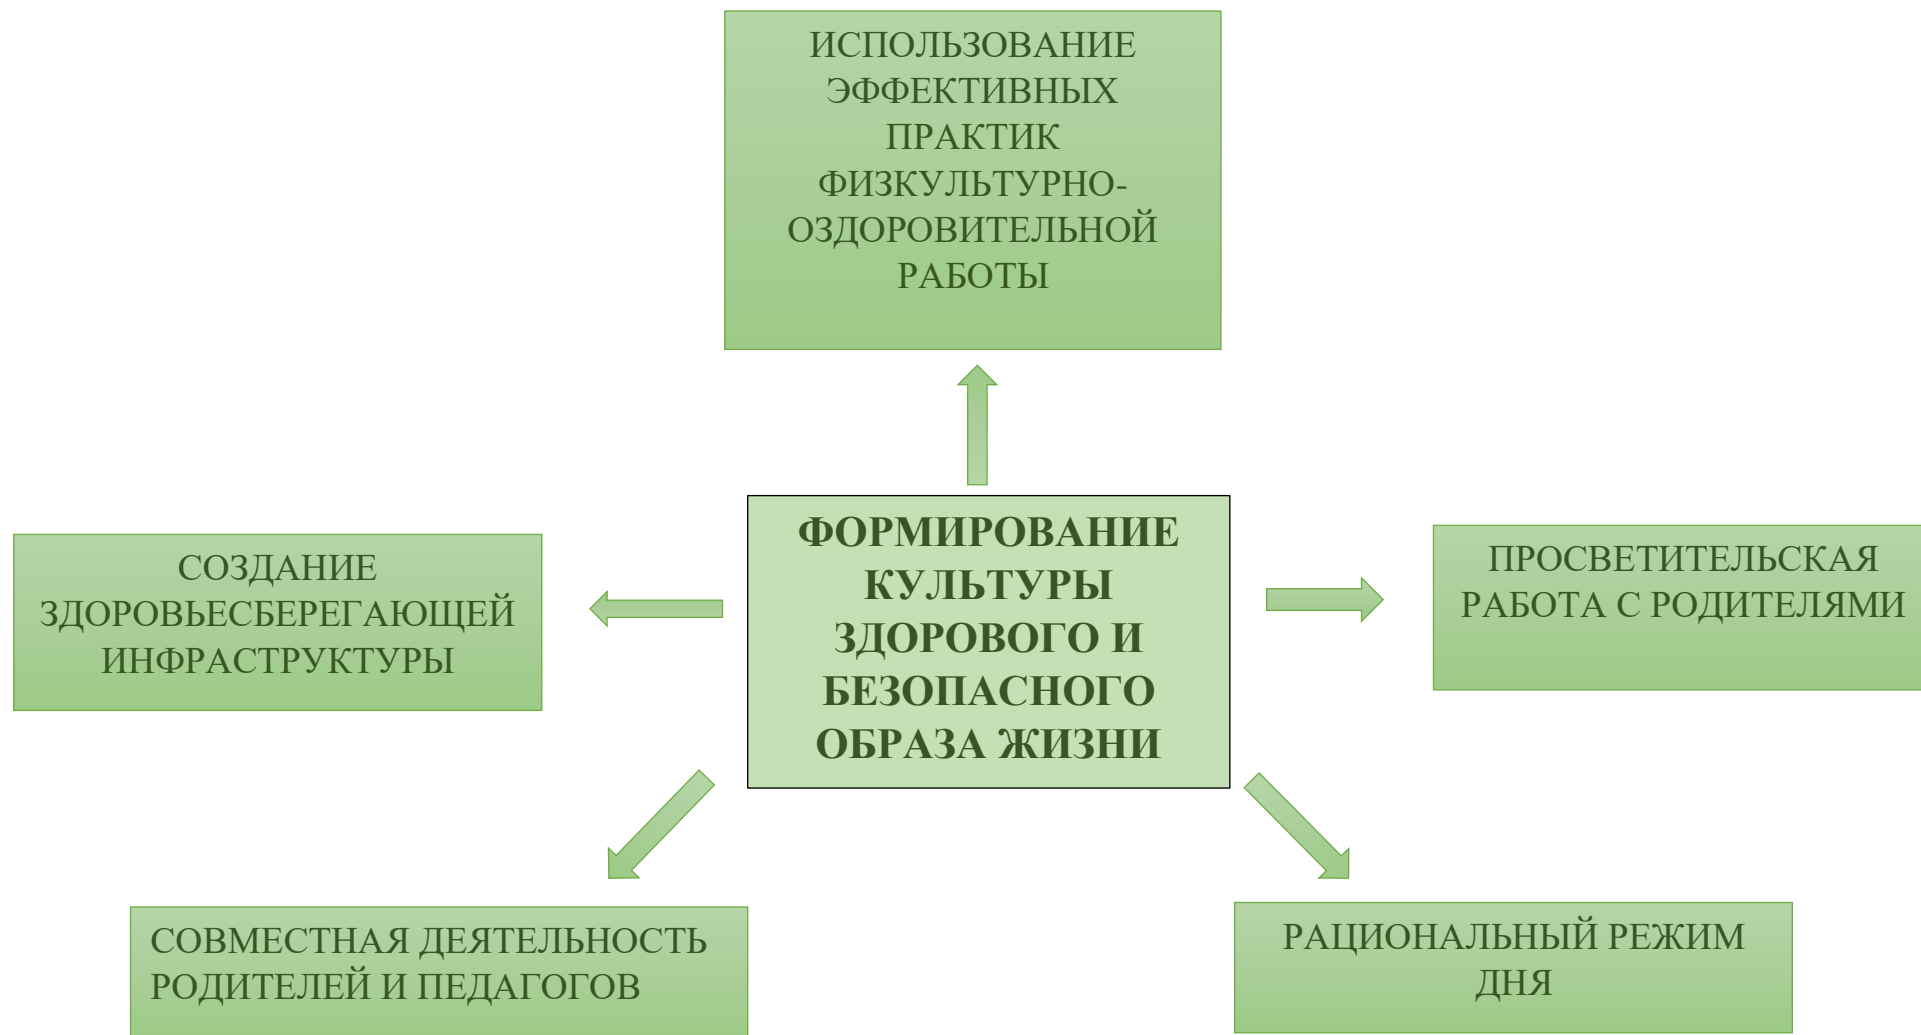 ИСПОЛЬЗОВАНИЕ
ЭФФЕКТИВНЫХ
ПРАКТИК
ФИЗКУЛЬТУРНО-
ОЗДОРОВИТЕЛЬНОЙ
РАБОТЫ
СОЗДАНИЕ
ЗДОРОВЬЕСБЕРЕГАЮЩЕЙ
ИНФРАСТРУКТУРЫ
ФОРМИРОВАНИЕ
КУЛЬТУРЫ
ЗДОРОВОГО И
БЕЗОПАСНОГО
ОБРАЗА ЖИЗНИ
ПРОСВЕТИТЕЛЬСКАЯ
РАБОТА С РОДИТЕЛЯМИ
СОВМЕСТНАЯ ДЕЯТЕЛЬНОСТЬ
РОДИТЕЛЕЙ И ПЕДАГОГОВ
РАЦИОНАЛЬНЫЙ РЕЖИМ
ДНЯ